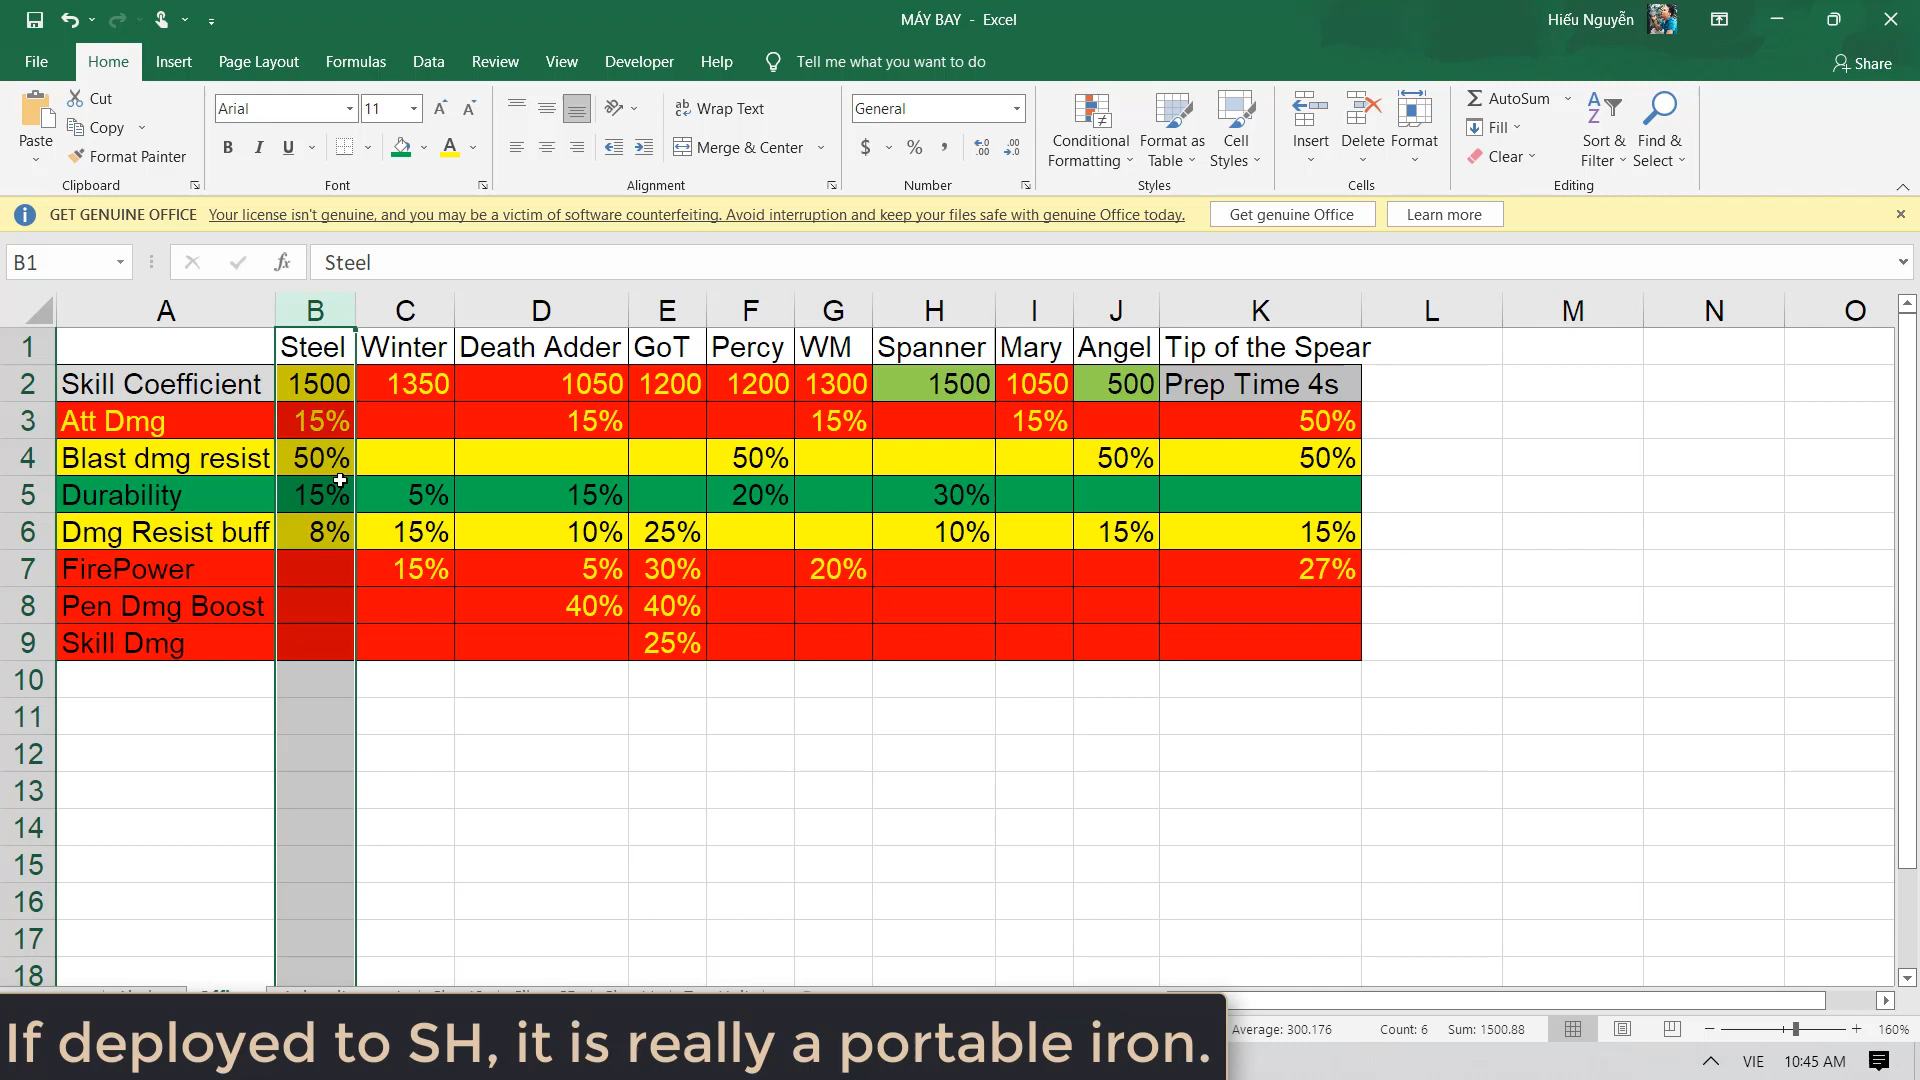 MÁY BAY - Excel
Hiếu Nguyễn
File Home Insert Page Layout Formulas Data Review View Developer Help Tell me what you want to do Share
Paste Cut Copy Format Painter Clipboard
Arial 11 A A B I U A Font
ab Wrap Text Merge & Center Alignment
General $ % , Number
Conditional Formatting Format as Table Cell Styles Styles
Insert Delete Format Cells
AutoSum Fill Clear Sort & Filter Find & Select Editing
GET GENUINE OFFICE Your license isn't genuine, and you may be a victim of software counterfeiting. Avoid interruption and keep your files safe with genuine Office today. Get genuine Office Learn more
B1 fx Steel
A B C D E F G H I J K L M N O
1 Steel Winter Death Adder GoT Percy WM Spanner Mary Angel Tip of the Spear
2 Skill Coefficient 1500 1350 1050 1200 1200 1300 1500 1050 500 Prep Time 4s
3 Att Dmg 15% 15% 15% 15% 50%
4 Blast dmg resist 50% 50% 50% 50%
5 Durability 15% 5% 15% 20% 30%
6 Dmg Resist buff 8% 15% 10% 25% 10% 15% 15%
7 FirePower 15% 5% 30% 20% 27%
8 Pen Dmg Boost 40% 40%
9 Skill Dmg 25%
10
11
12
13
14
15
16
17
18
Average: 300.176 Count: 6 Sum: 1500.88 160%
If deployed to SH, it is really a portable iron.
VIE 10:45 AM